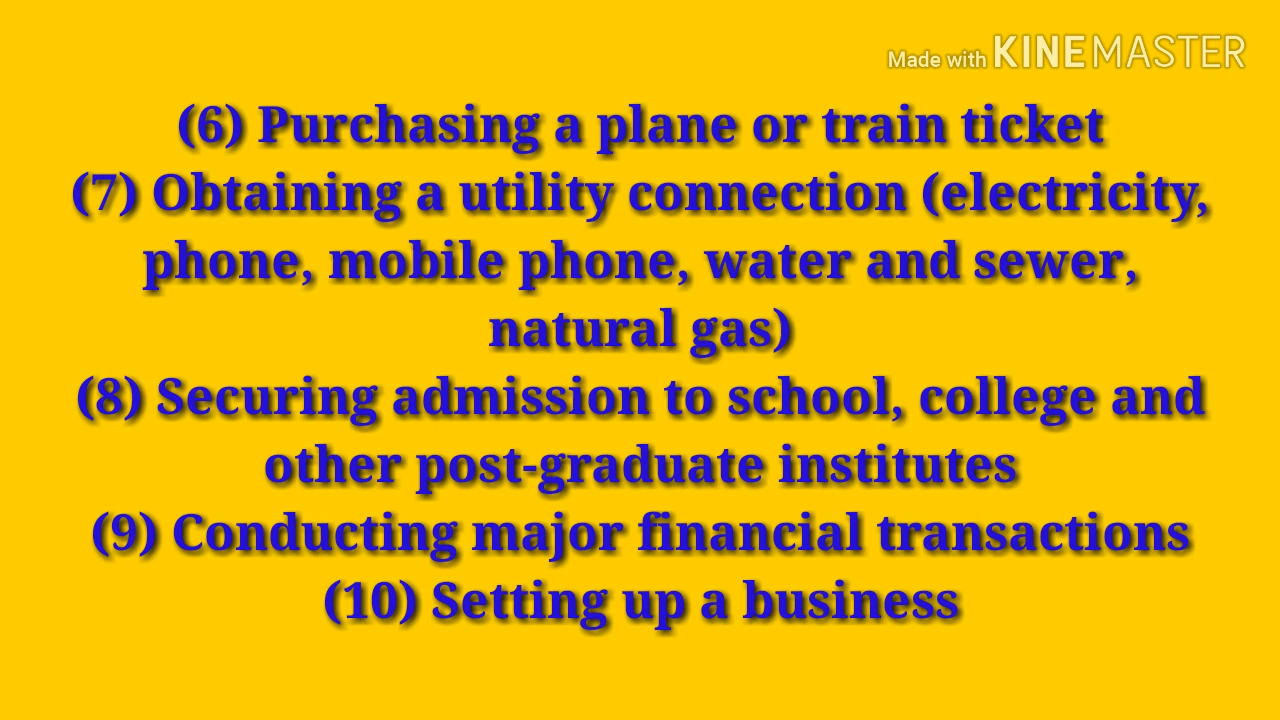 Made with KINEMASTER
(6) Purchasing a plane or train ticket
(7) Obtaining a utility connection (electricity,
phone, mobile phone, water and sewer,
natural gas)
(8) Securing admission to school, college and
other post-graduate institutes
(9) Conducting major financial transactions
(10) Setting up a business